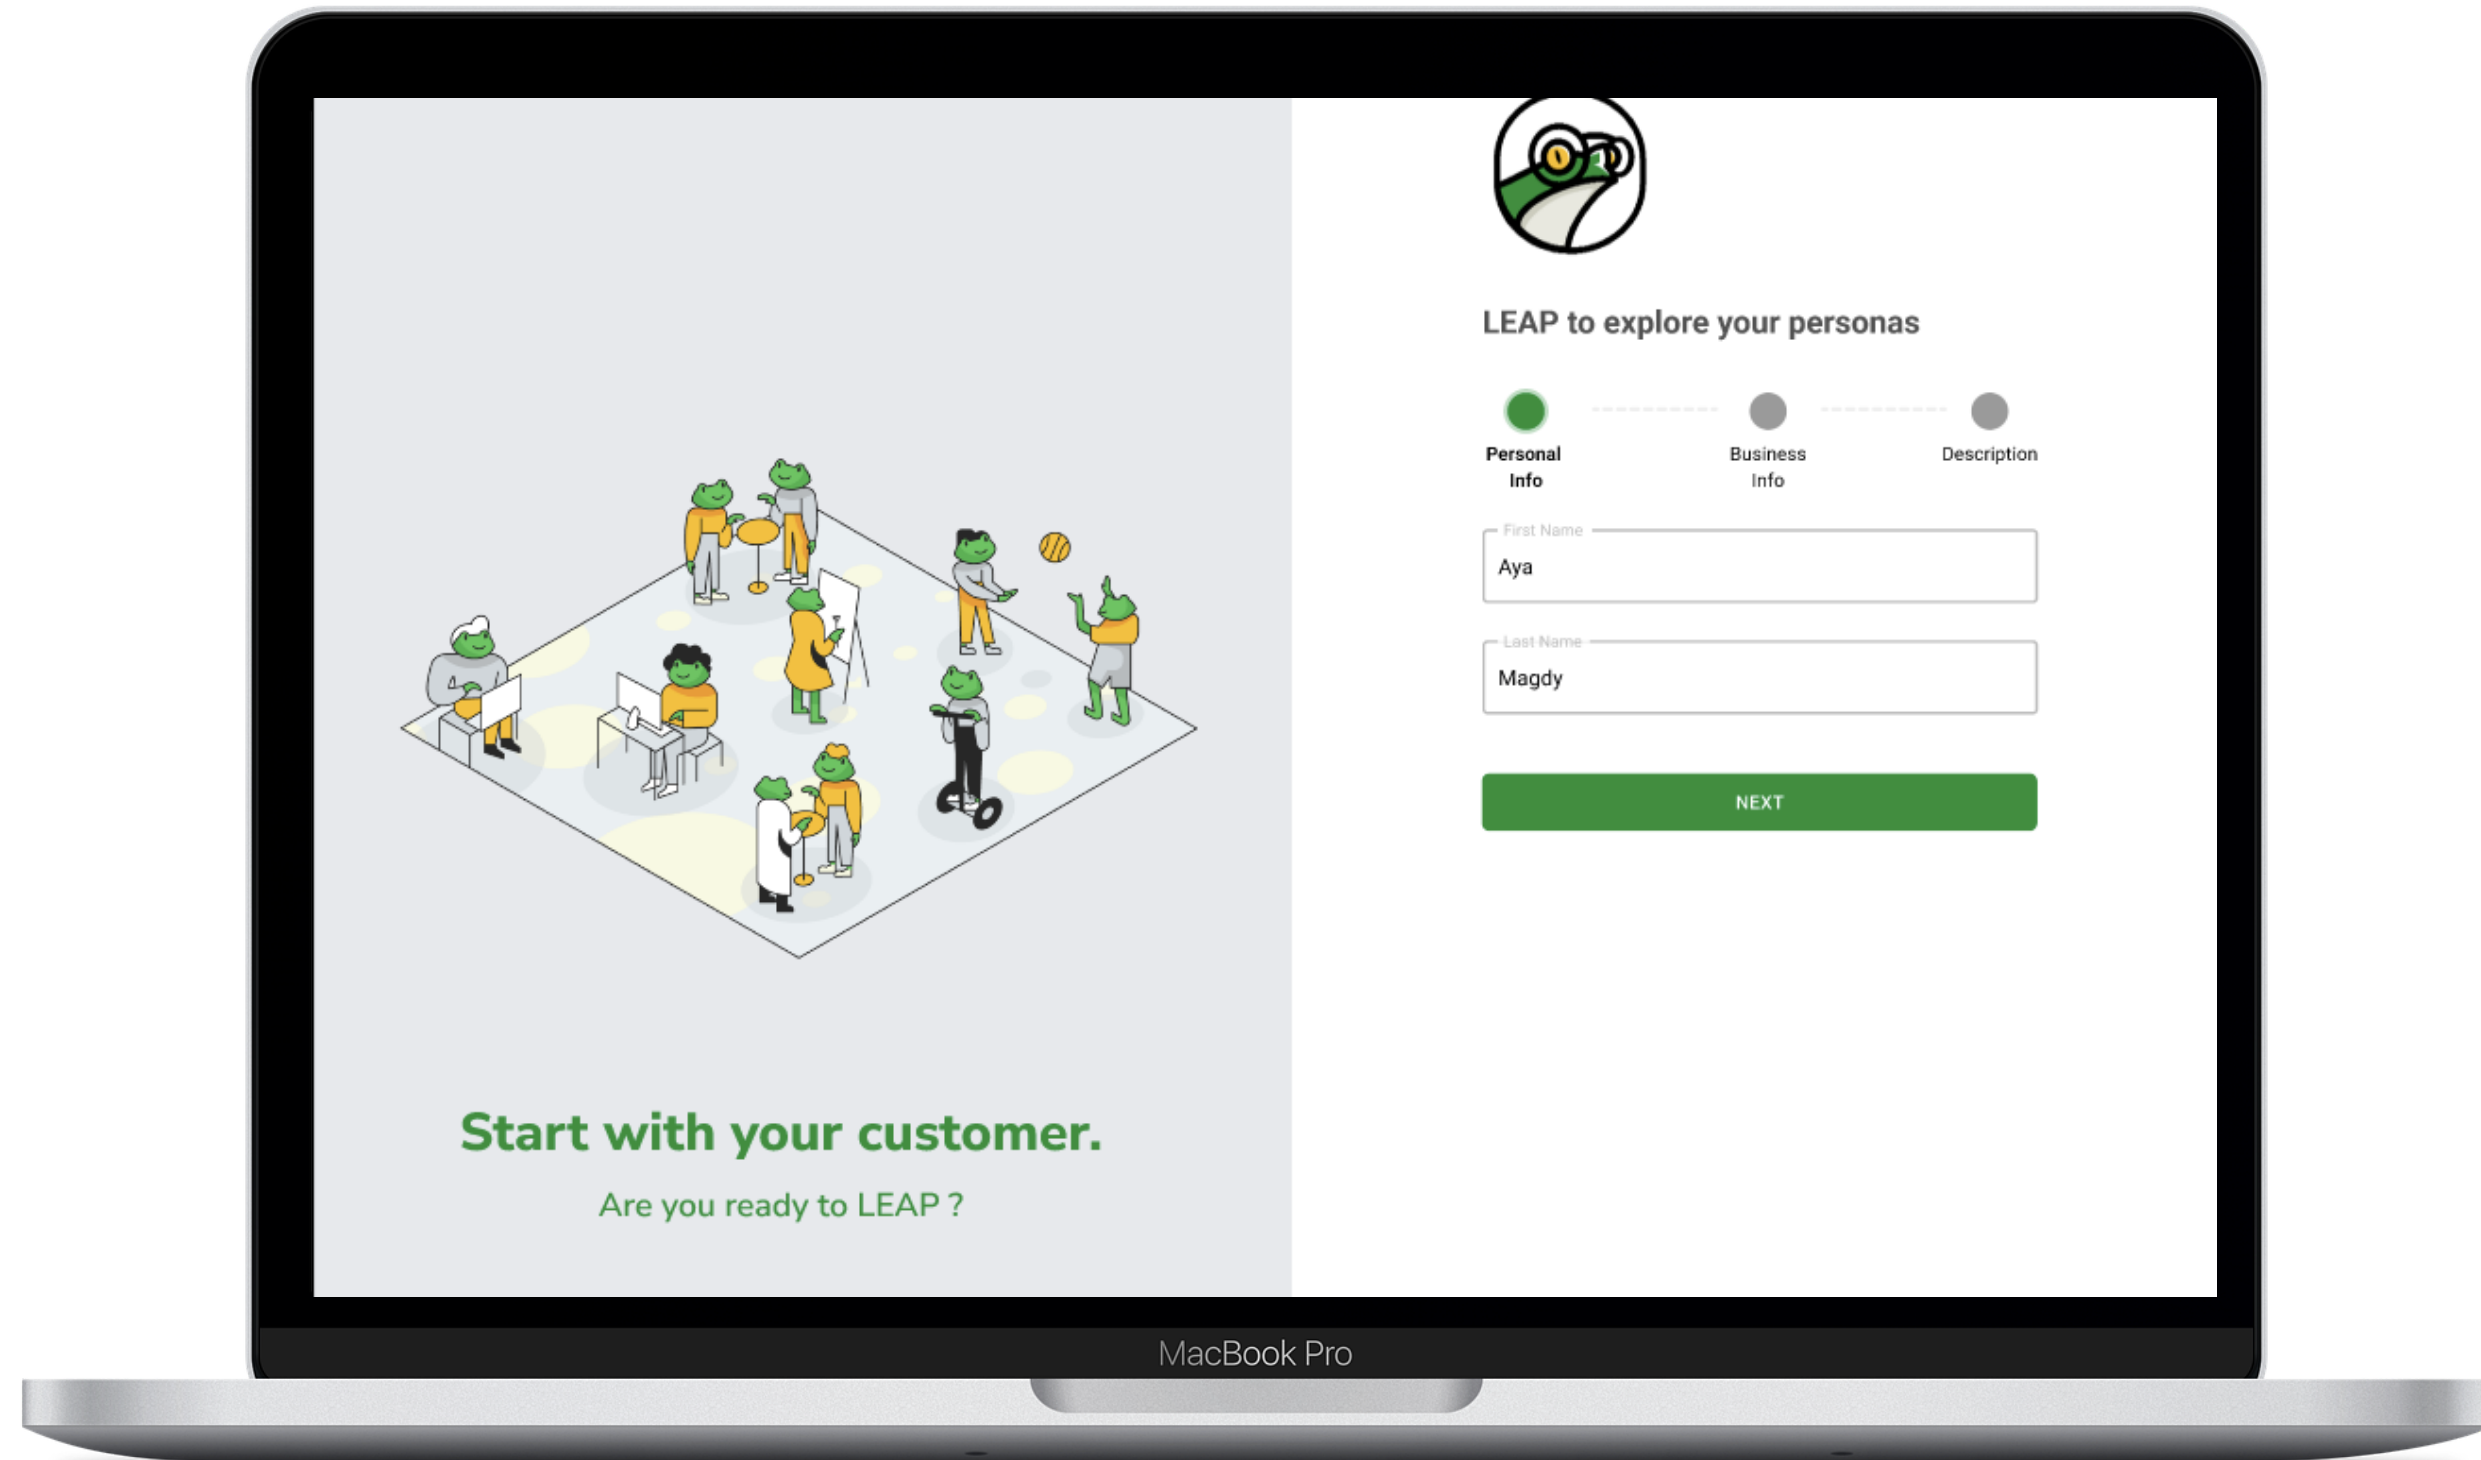 LEAP to explore your personas
Personal
Info
Business
Info
Description
First Name
Aya
Last Name
Magdy
NEXT
Start with your customer.
Are you ready to LEAP ?
MacBook Pro